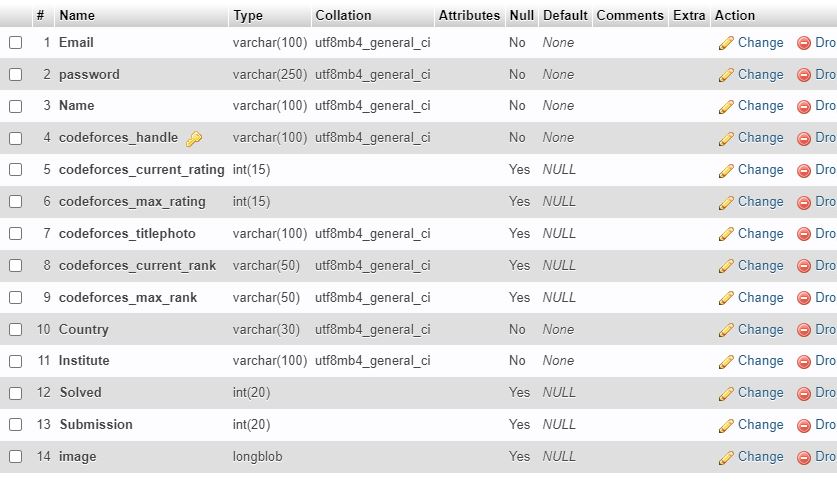 # Name Type Collation Attributes Null Default Comments Extra Action
1 Email varchar(100) utf8mb4_general_ci No None Change Dro
2 password varchar(250) utf8mb4_general_ci No None Change Dro
3 Name varchar(100) utf8mb4_general_ci No None Change Dro
4 codeforces_handle varchar(100) utf8mb4_general_ci No None Change Dro
5 codeforces_current_rating int(15) Yes NULL Change Dro
6 codeforces_max_rating int(15) Yes NULL Change Dro
7 codeforces_titlephoto varchar(100) utf8mb4_general_ci Yes NULL Change Dro
8 codeforces_current_rank varchar(50) utf8mb4_general_ci Yes NULL Change Dro
9 codeforces_max_rank varchar(50) utf8mb4_general_ci Yes NULL Change Dro
10 Country varchar(30) utf8mb4_general_ci No None Change Dro
11 Institute varchar(100) utf8mb4_general_ci No None Change Dro
12 Solved int(20) Yes NULL Change Dro
13 Submission int(20) Yes NULL Change Dro
14 image longblob Yes NULL Change Dro